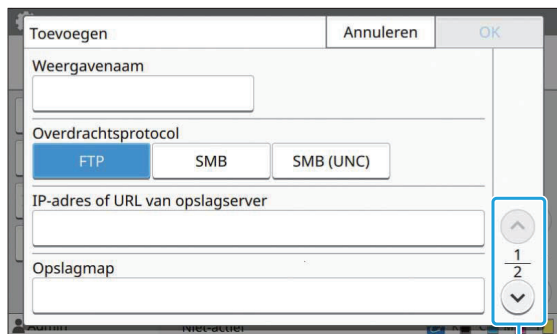 Toevoegen
Annuleren
OK
Weergavenaam
Overdrachtsprotocol
FTP
SMB
SMB (UNC)
IP-adres of URL van opslagserver
1
2
Opslagmap
Admin
Niet-actief